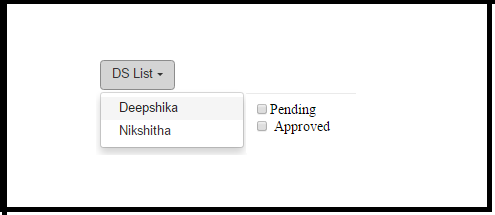 DS List
Deepshika
Nikshitha
Pending
Approved